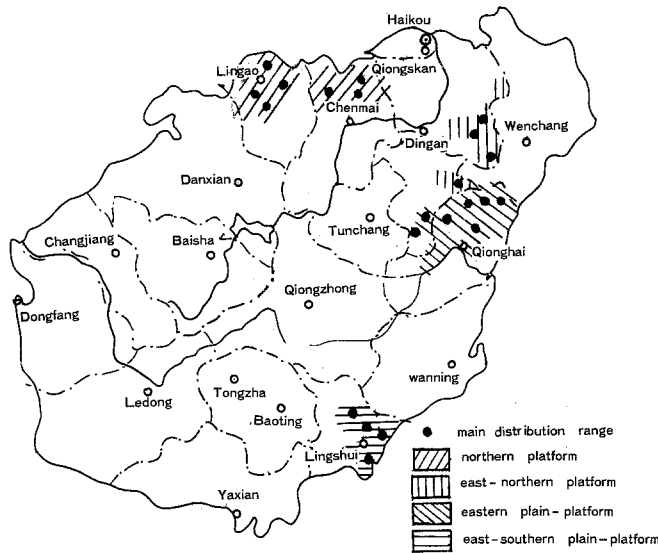 Haikou
Lingao
Qiongskan
Chenmai
Dingan
Wenchang
Danxian
Tunchang
Changjiang
Baisha
Qionghai
Qiongzhong
Dongfang
wanning
Tongzha
Ledong
Baoting
main distribution range
Lingshui
northern platform
east-northern platform
Yaxian
eastern plain-platform
east-southern plain-platform